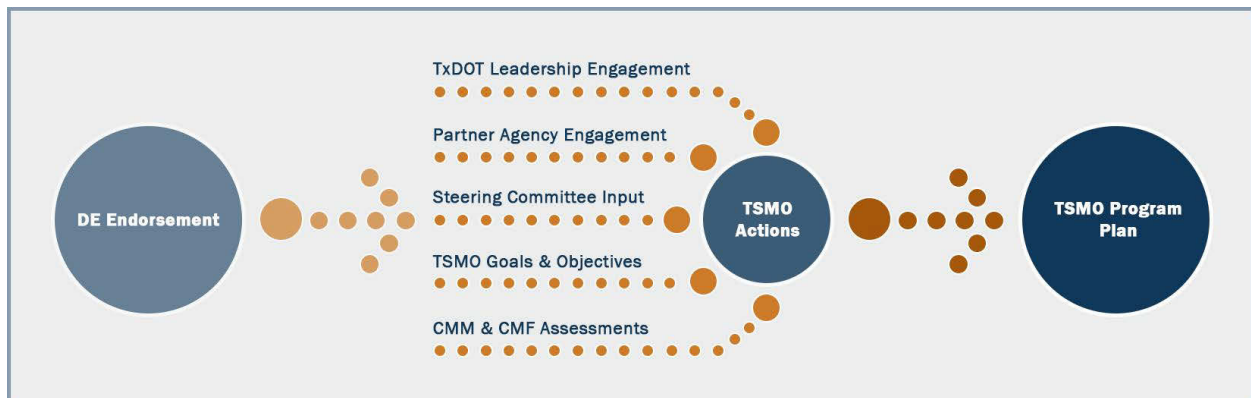 TxDOT Leadership Engagement
Partner Agency Engagement
DE Endorsement
Steering Committee Input
TSMO
Actions
TSMO Program
Plan
TSMO Goals & Objectives
CMM & CMF Assessments